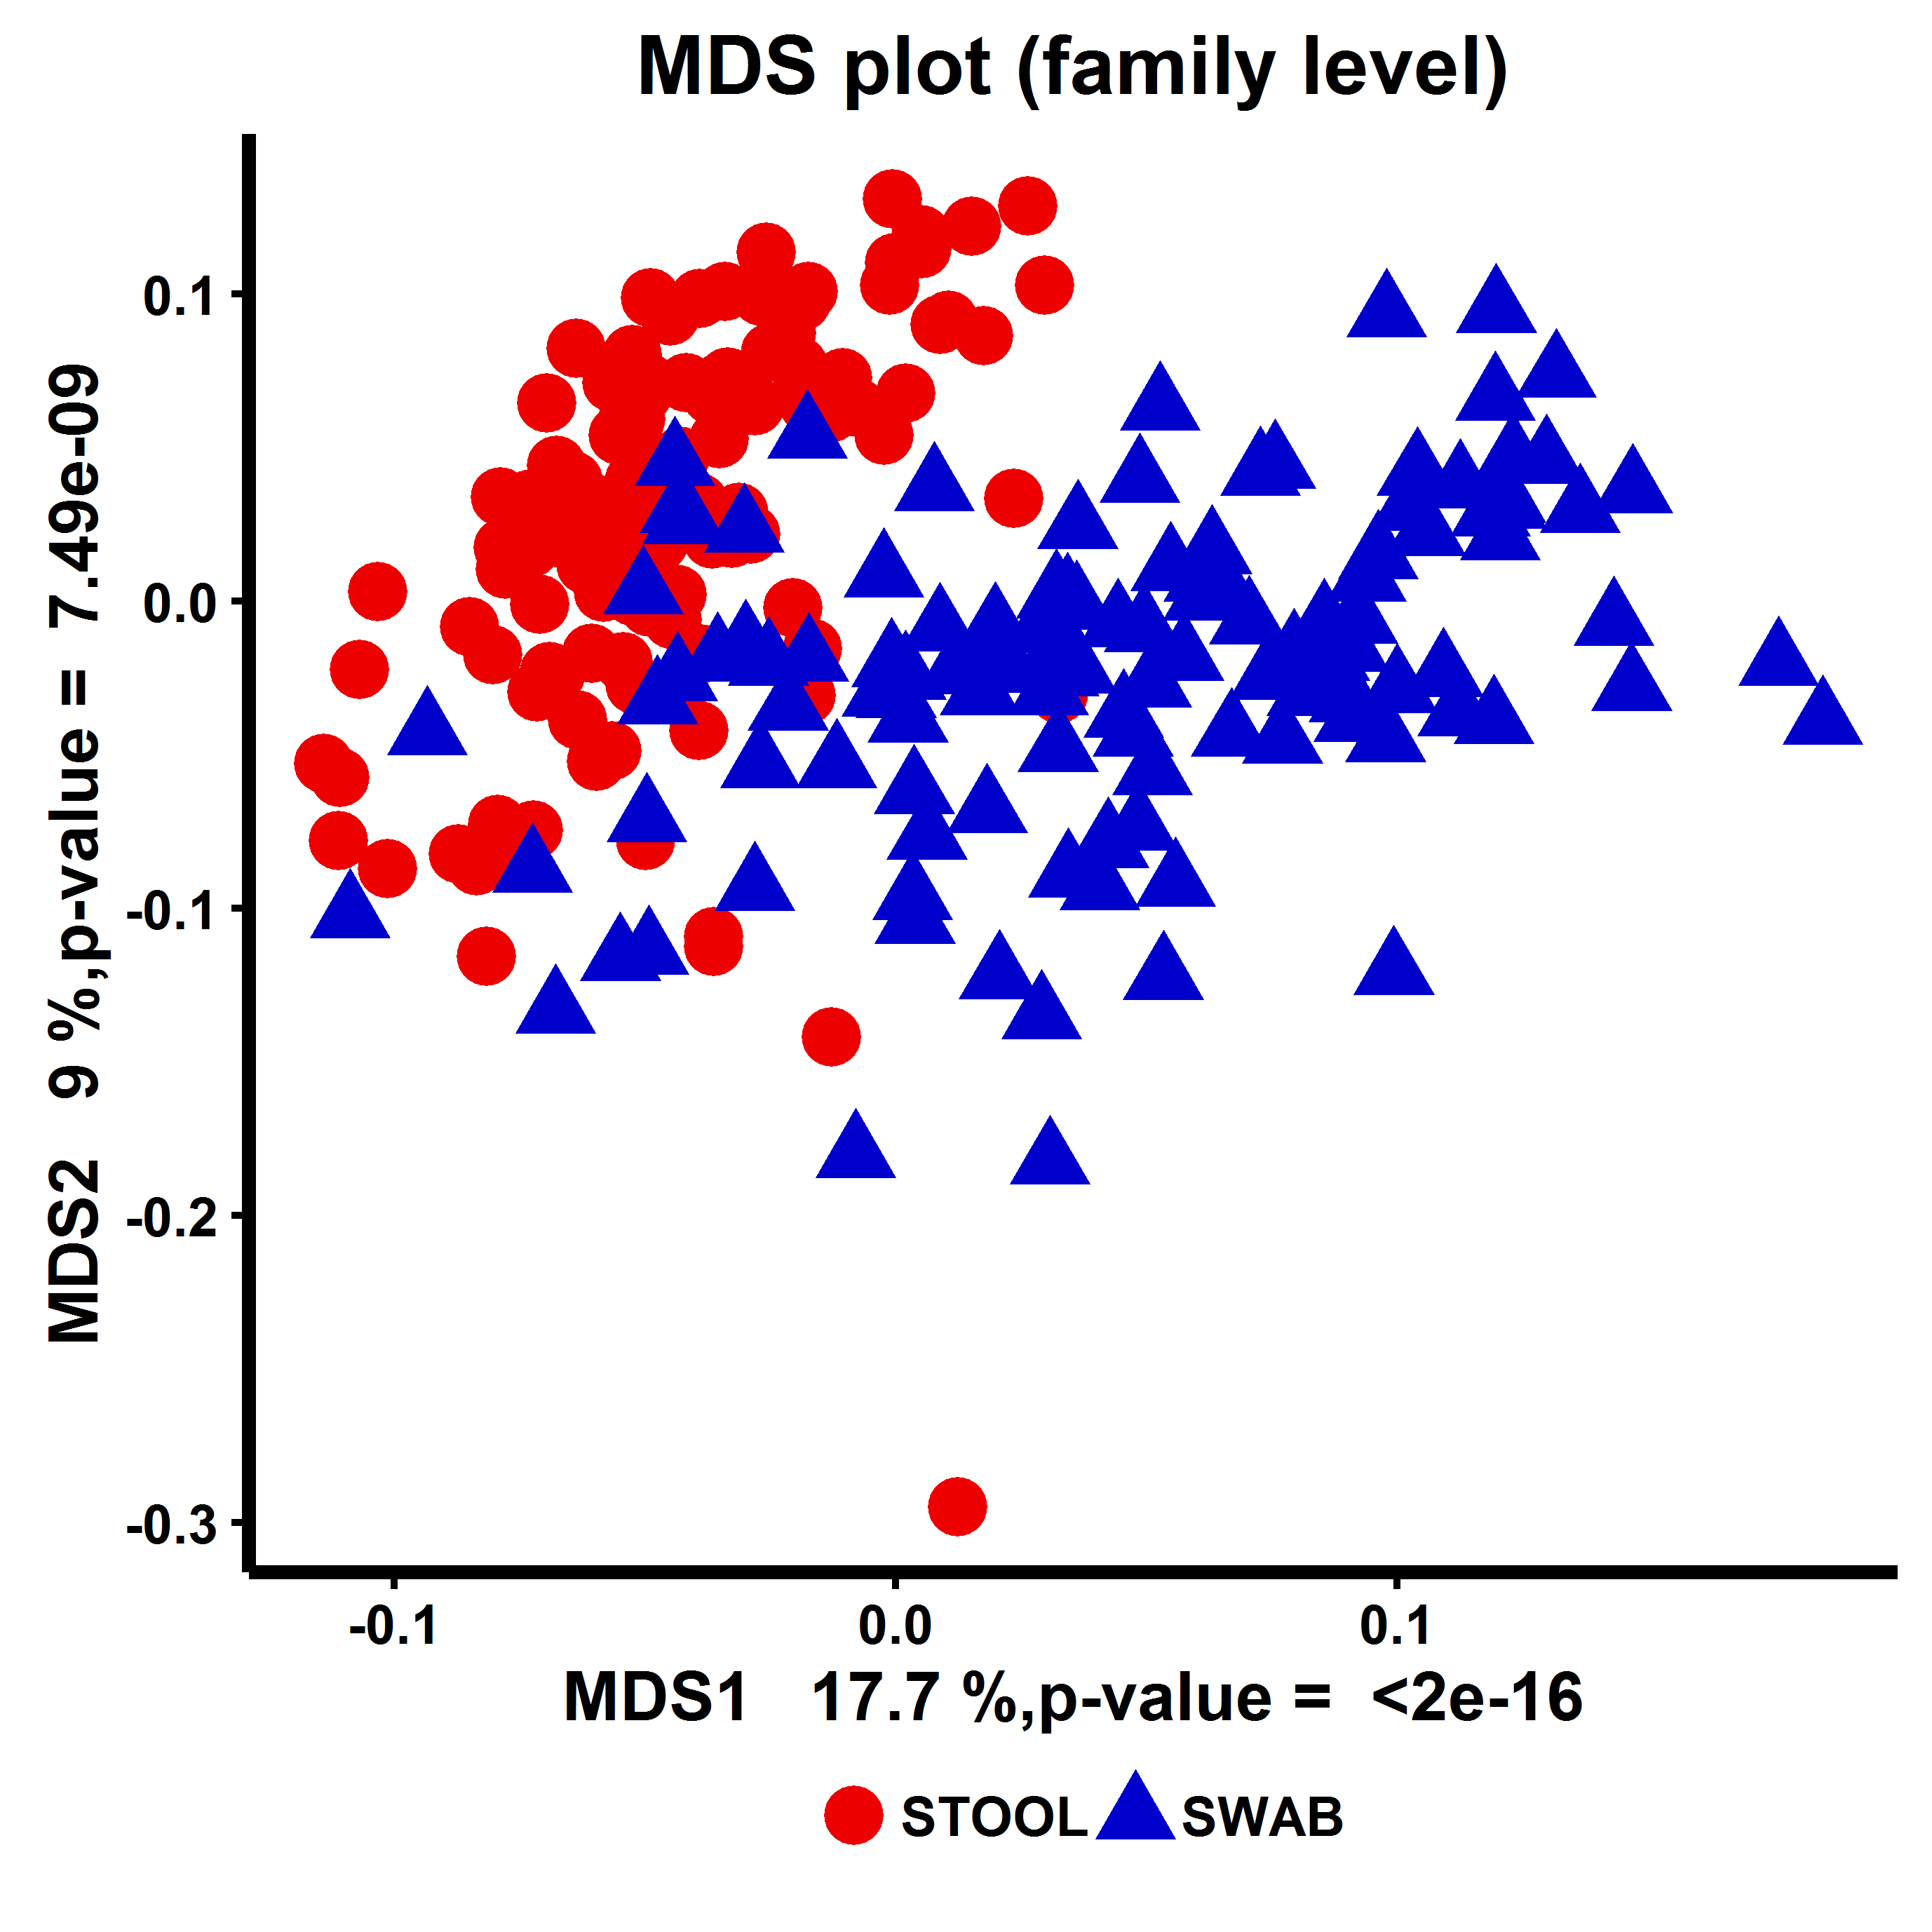 MDS plot (family level)
MDS2 9 %,p-value = 7.49e-09
0.1
0.0
-0.1
-0.2
-0.3
-0.1 0.0 0.1
MDS1 17.7 %,p-value = <2e-16
STOOL SWAB